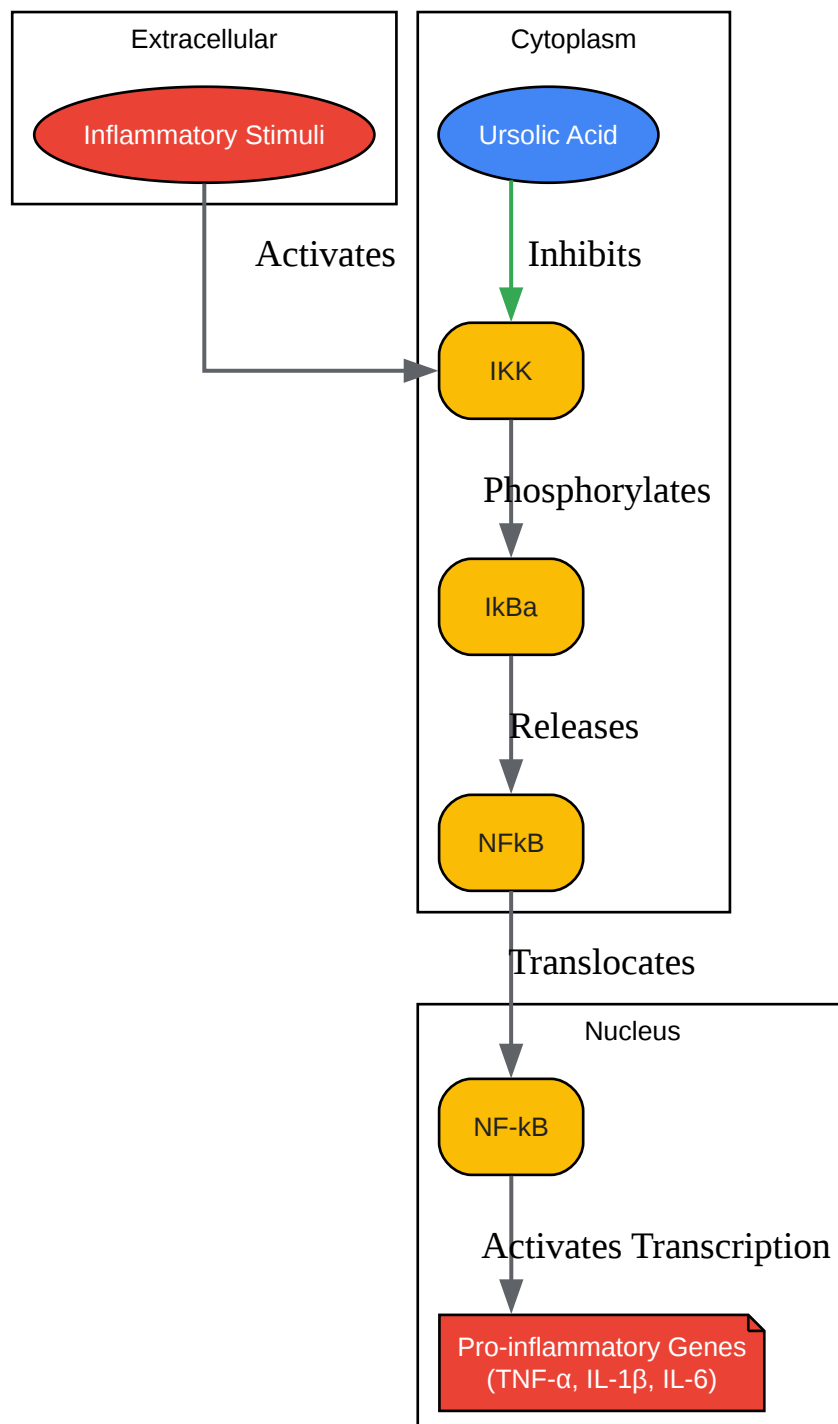 Extracellular
Cytoplasm
Inflammatory Stimuli
Ursolic Acid
Activates
Inhibits
IKK
Phosphorylates
IkBa
Releases
NFkB
Translocates
Nucleus
NF-kB
Activates Transcription
Pro-inflammatory Genes
(TNF-α, IL-1β, IL-6)